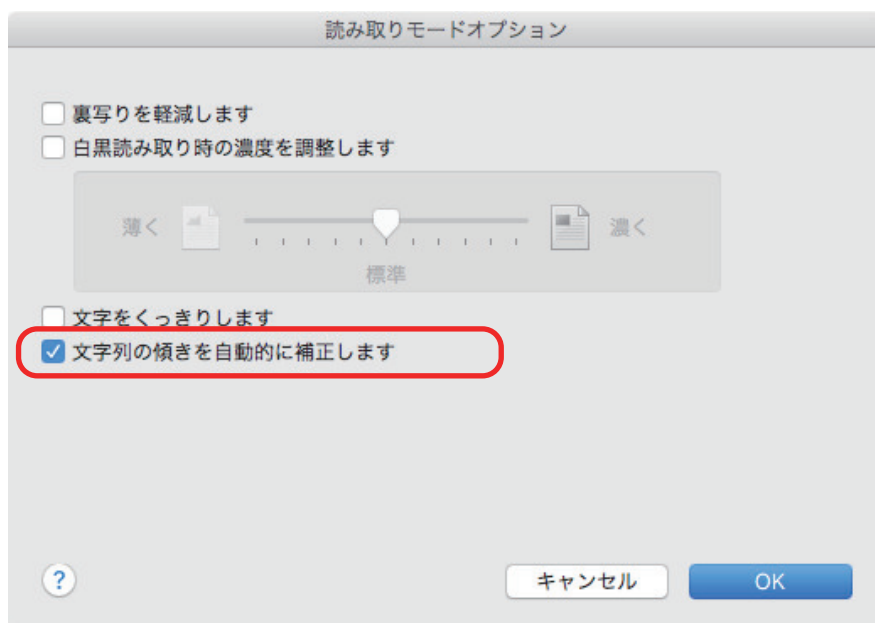 読み取りモードオプション
裏写りを軽減します
白黒読み取り時の濃度を調整します
薄く 濃く
標準
文字をくっきりします
文字列の傾きを自動的に補正します
? キャンセル OK